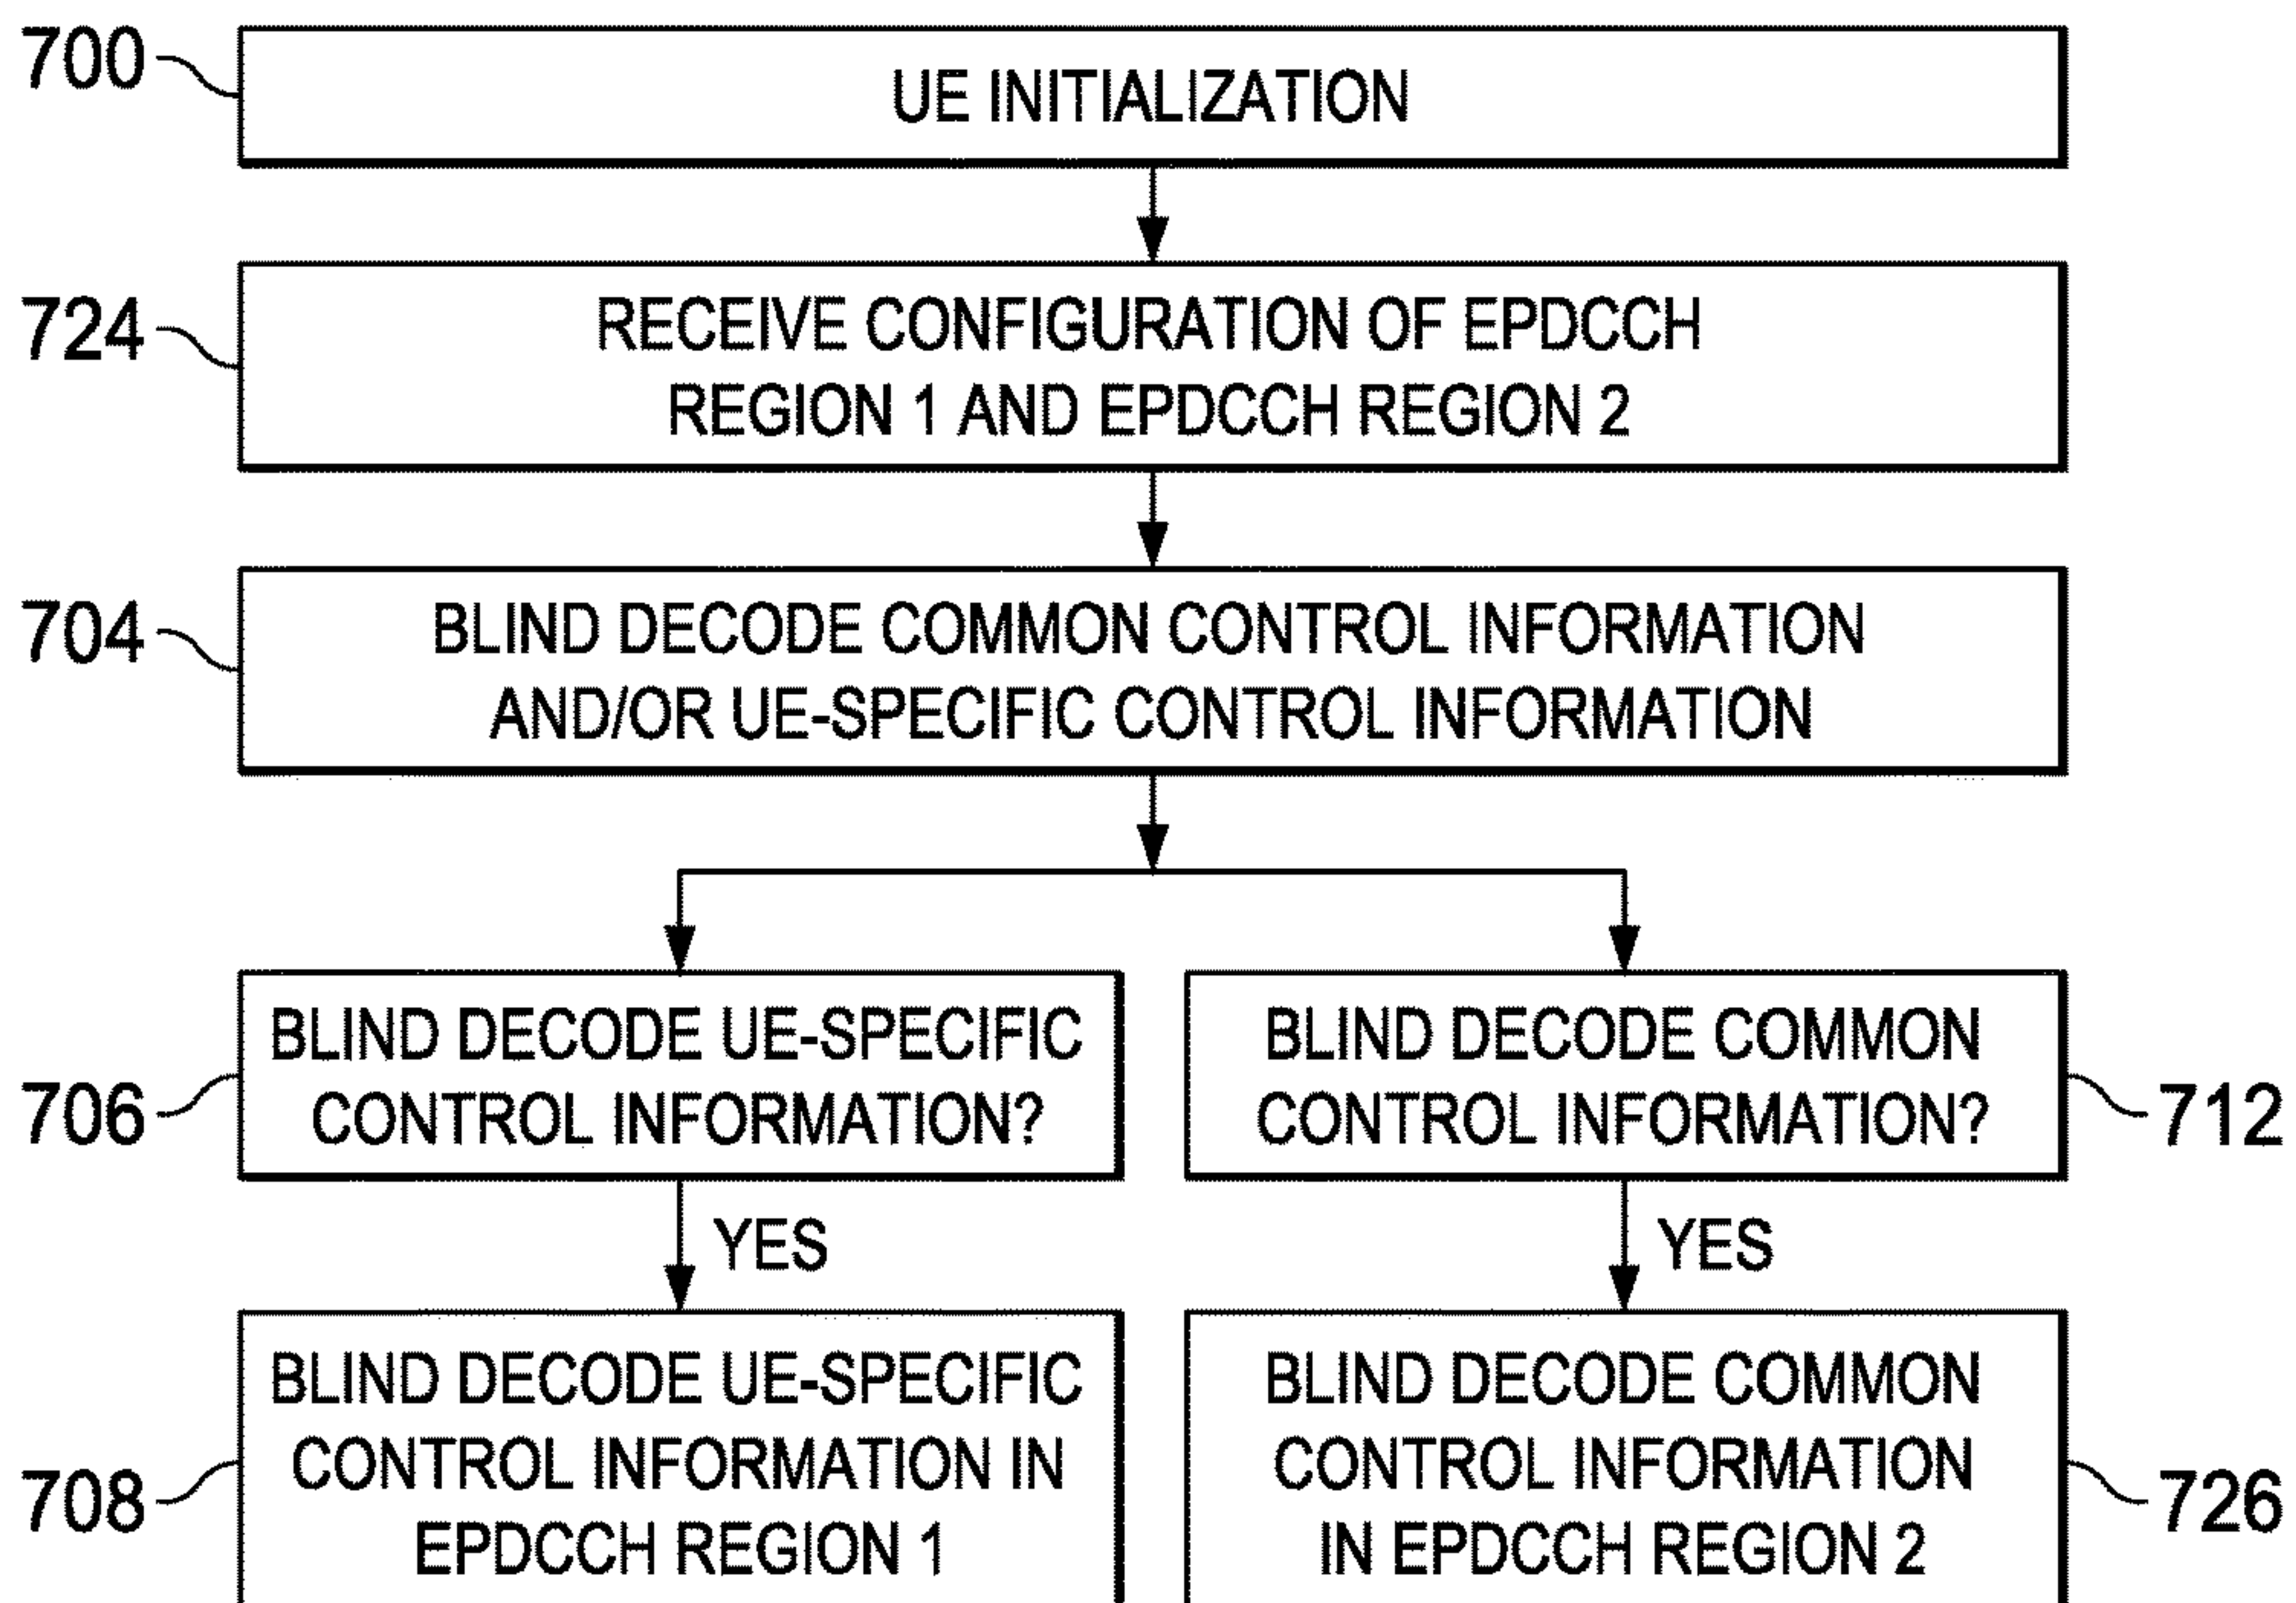 700
UE INITIALIZATION
724
RECEIVE CONFIGURATION OF EPDCCH
REGION 1 AND EPDCCH REGION 2
704
BLIND DECODE COMMON CONTROL INFORMATION
AND/OR UE-SPECIFIC CONTROL INFORMATION
706
BLIND DECODE UE-SPECIFIC
CONTROL INFORMATION?
BLIND DECODE COMMON
CONTROL INFORMATION?
712
YES
YES
708
BLIND DECODE UE-SPECIFIC
CONTROL INFORMATION IN
EPDCCH REGION 1
BLIND DECODE COMMON
CONTROL INFORMATION
IN EPDCCH REGION 2
726